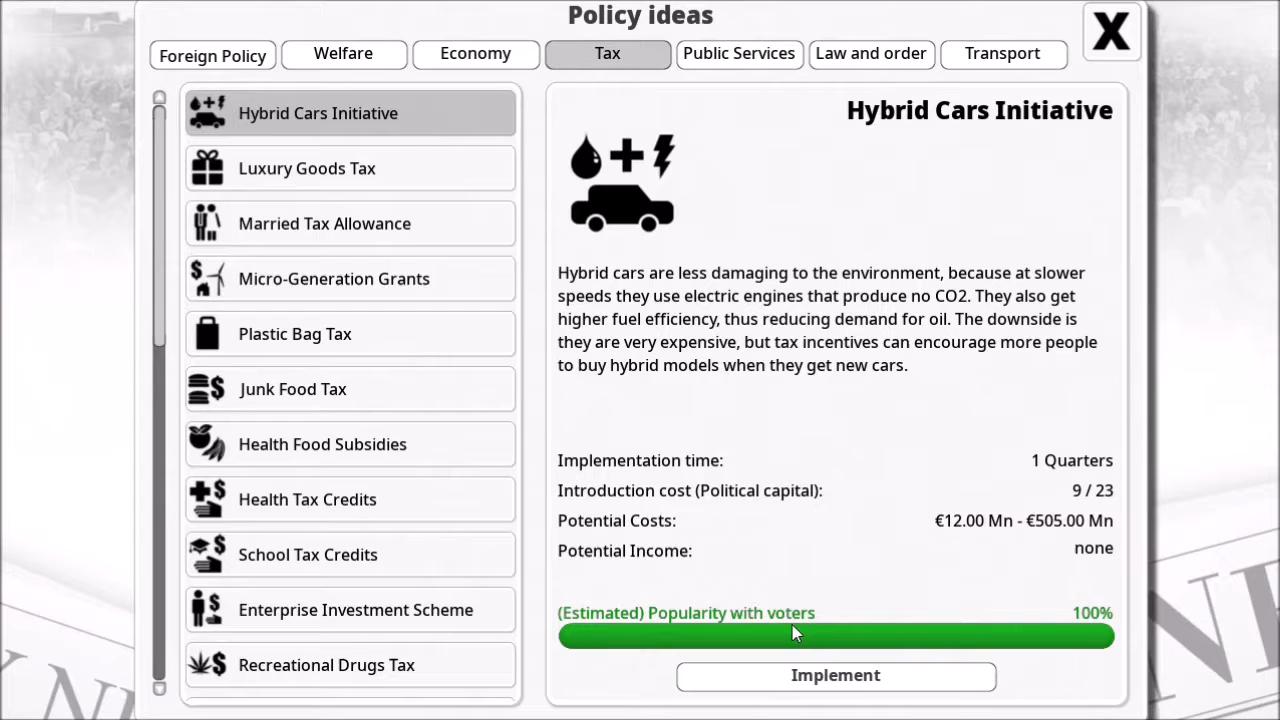 Policy ideas
X
Foreign Policy
Welfare
Economy
Tax
Public Services
Law and order
Transport
Hybrid Cars Initiative
Luxury Goods Tax
Married Tax Allowance
Micro-Generation Grants
Plastic Bag Tax
Junk Food Tax
Health Food Subsidies
Health Tax Credits
School Tax Credits
Enterprise Investment Scheme
Recreational Drugs Tax
Hybrid Cars Initiative
Hybrid cars are less damaging to the environment, because at slower
speeds they use electric engines that produce no CO2. They also get
higher fuel efficiency, thus reducing demand for oil. The downside is
they are very expensive, but tax incentives can encourage more people
to buy hybrid models when they get new cars.
Implementation time: 1 Quarters
Introduction cost (Political capital): 9 / 23
Potential Costs: €12.00 Mn - €505.00 Mn
Potential Income: none
(Estimated) Popularity with voters 100%
Implement